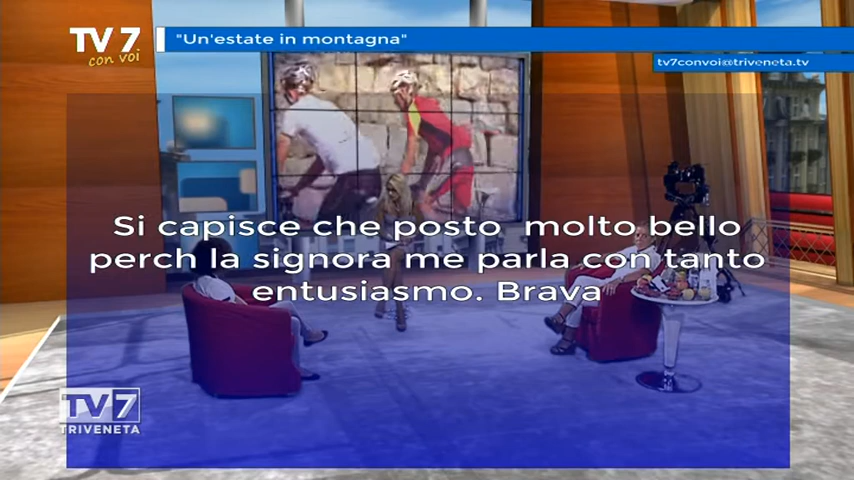 TV7
con voi
"Un'estate in montagna"
tv7convoi@triveneta.tv
Si capisce che posto molto bello
perch la signora me parla con tanto
entusiasmo. Brava
TV7
TRIVENETA